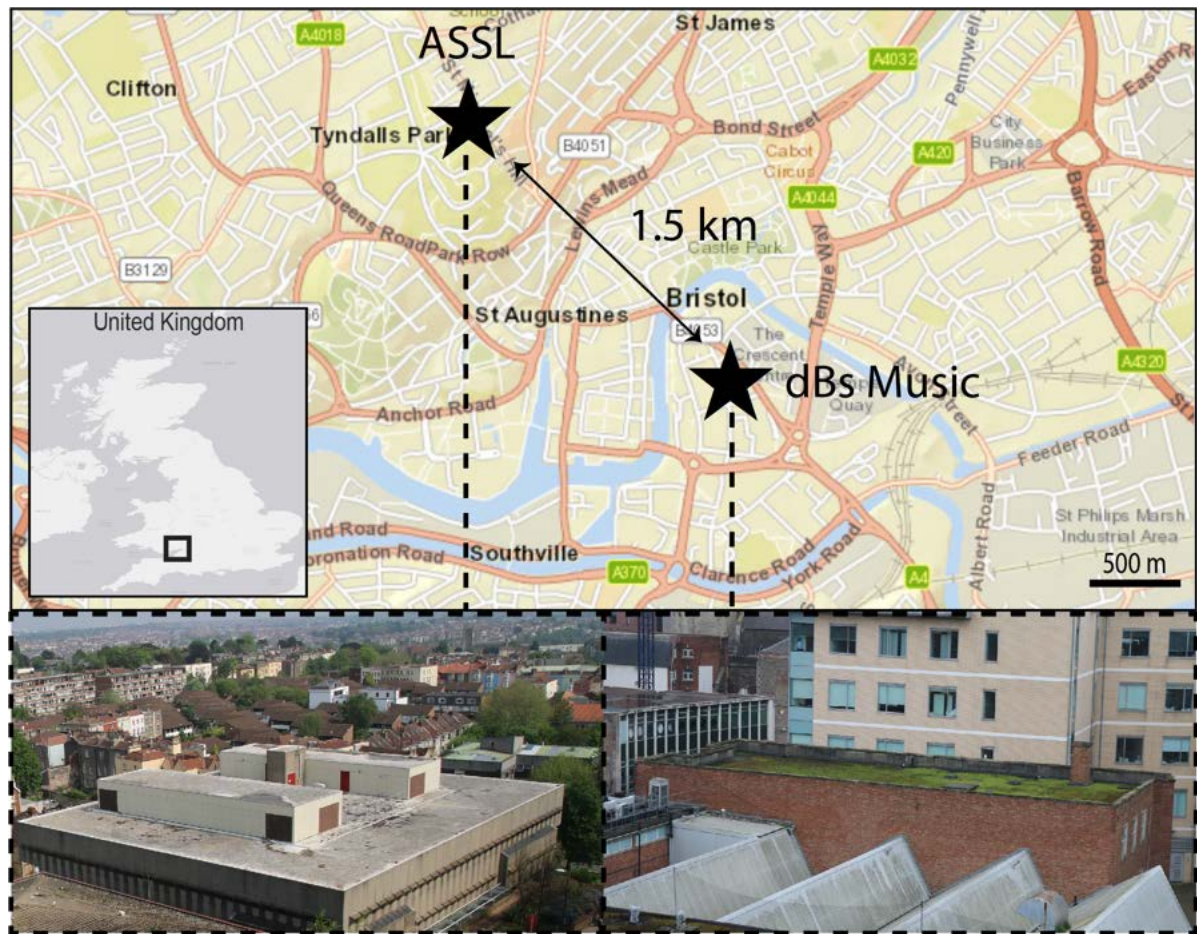 A4018
St James
ASSL
A4032
Pennywell
Easton R
Clifton
Tyndalls Par
Bond Street
City
Business
Park
B4051
Cabot
Circus
A420
A4044
Queens Road
Park Row
Lewins Mead
1.5 km
Castle Park
Barrow Road
B3129
Temple Way
Bristol
United Kingdom
St Augustines
The
Crescent
A4320
dBs Music
Quay
Anchor Road
Feeder Road
Albert Road
St Philips Marsh
Industrial Area
Southville
oronation Road
A370
Clarence Road
York Road
A4
500 m